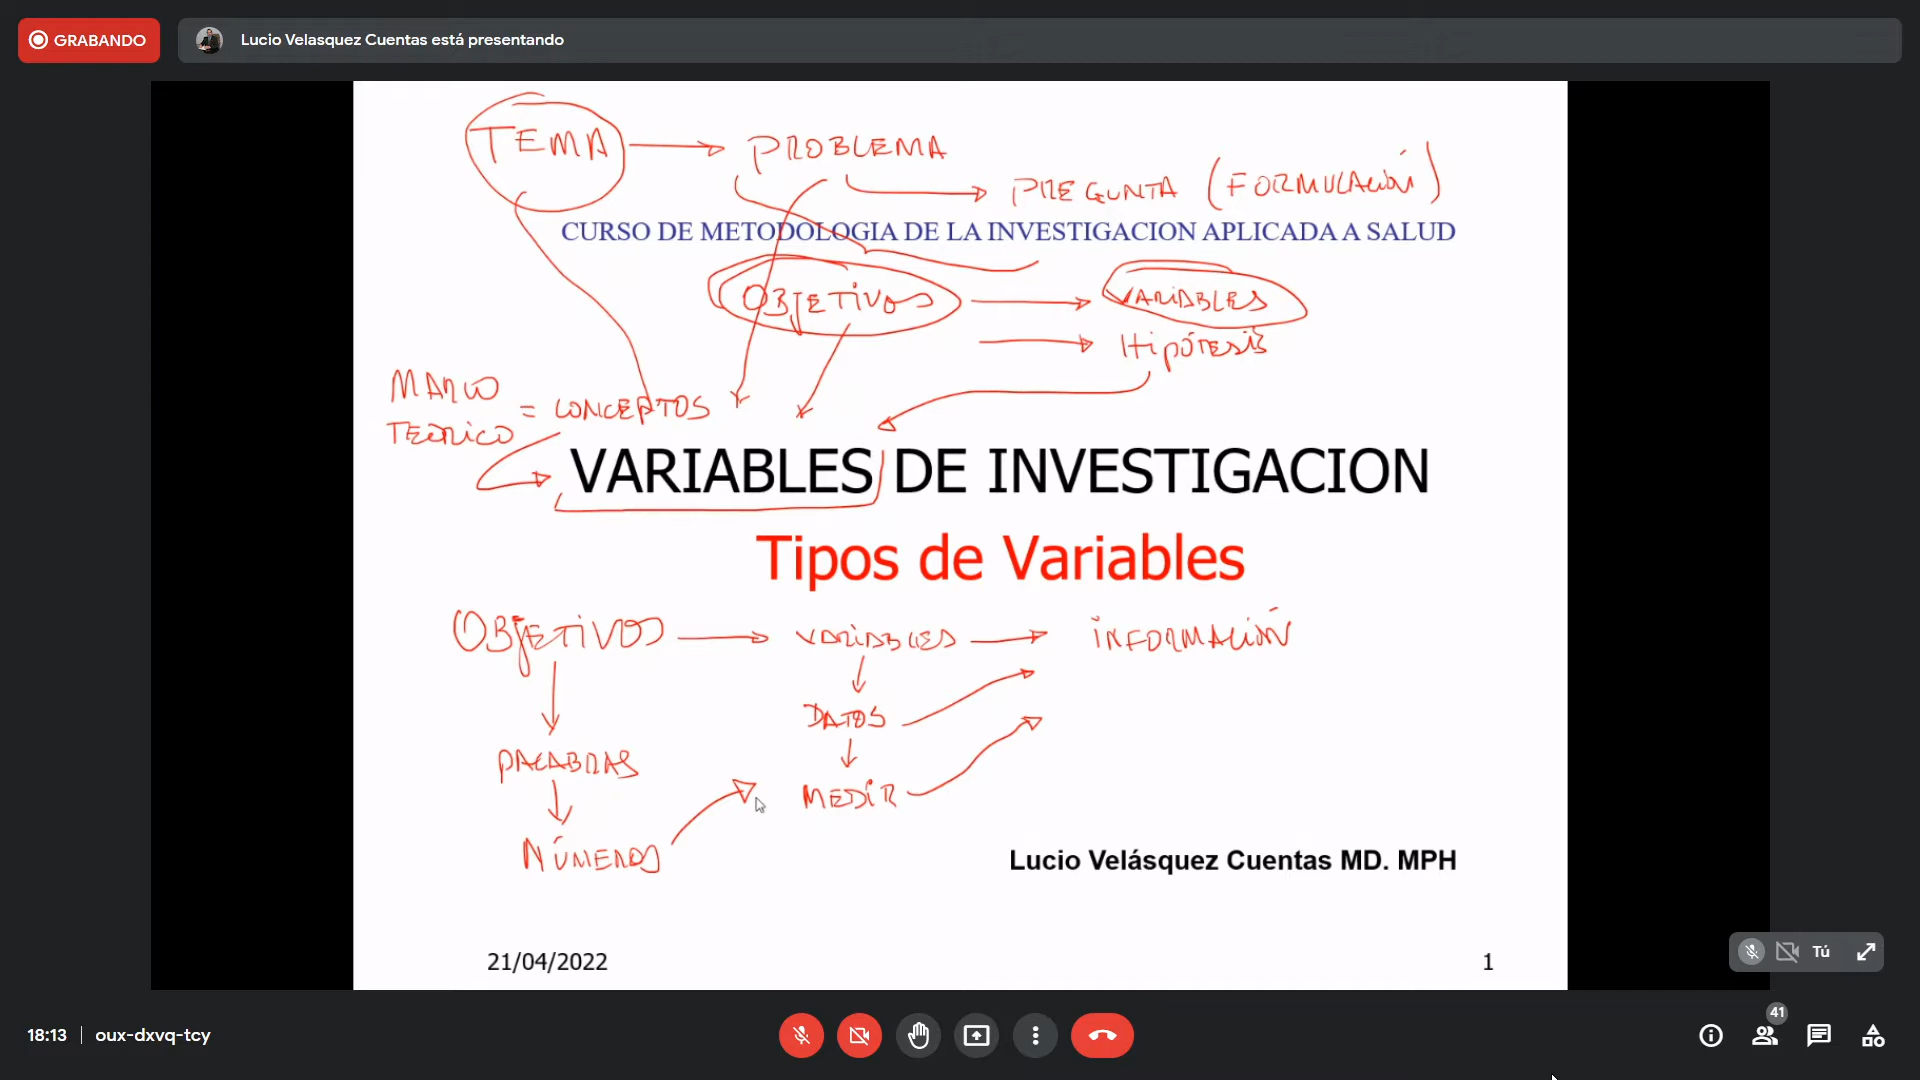 GRABANDO
Lucio Velasquez Cuentas está presentando
TEMA → PROBLEMA
PREGUNTA (FORMULACIÓN)
CURSO DE METODOLOGIA DE LA INVESTIGACION APLICADA A SALUD
OBJETIVOS → VARIABLES
→ HIPÓTESIS
MARCO
TEÓRICO = CONCEPTOS
VARIABLES DE INVESTIGACION
Tipos de Variables
OBJETIVOS → VARIABLES → INFORMACIÓN
DATOS
PALABRAS
MEDIR
NÚMEROS
Lucio Velásquez Cuentas MD. MPH
21/04/2022
1
Tú
41
18:13 | oux-dxvq-tcy